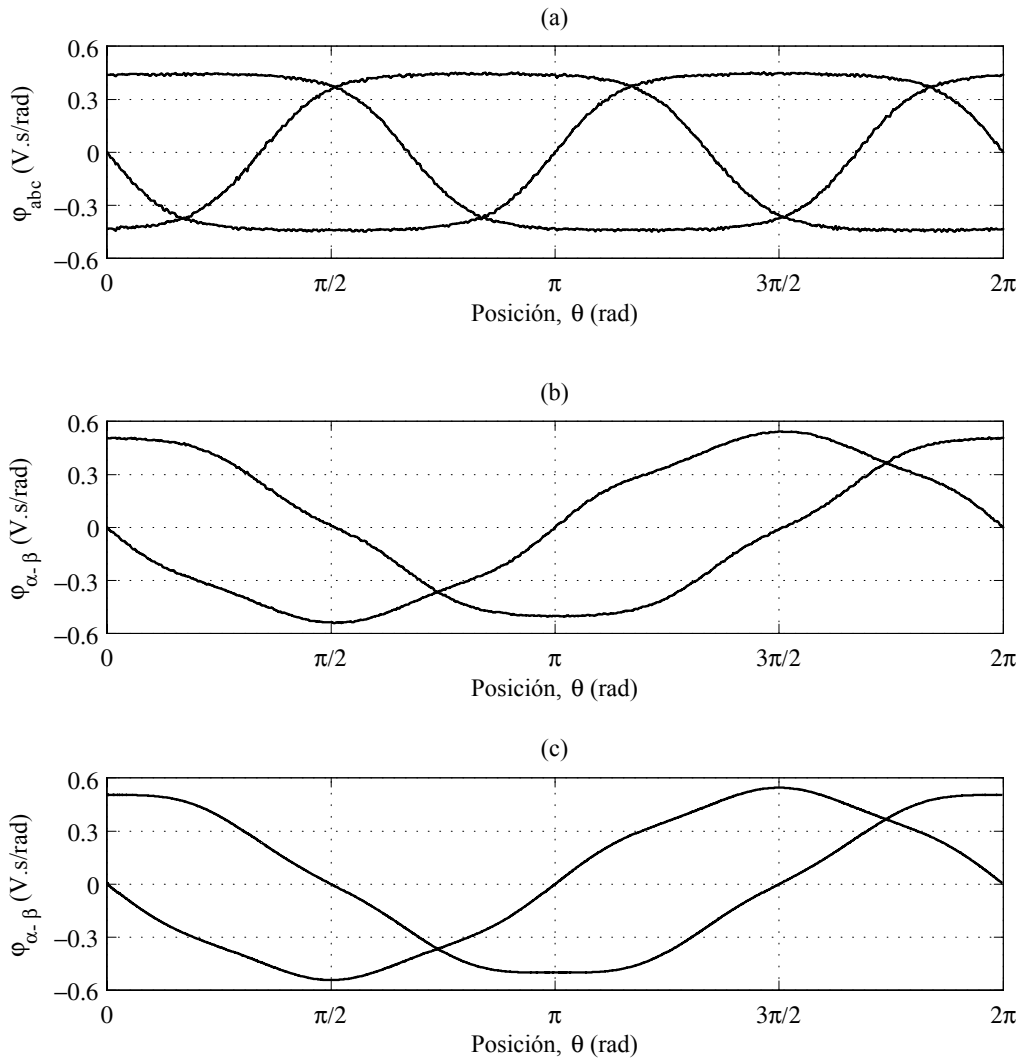 (a)
0.6
0.3
0
−0.3
−0.6
φabc (V.s/rad)
0 π/2 π 3π/2 2π
Posición, θ (rad)
(b)
0.6
0.3
0
−0.3
−0.6
φα- β (V.s/rad)
0 π/2 π 3π/2 2π
Posición, θ (rad)
(c)
0.6
0.3
0
−0.3
−0.6
φα- β (V.s/rad)
0 π/2 π 3π/2 2π
Posición, θ (rad)